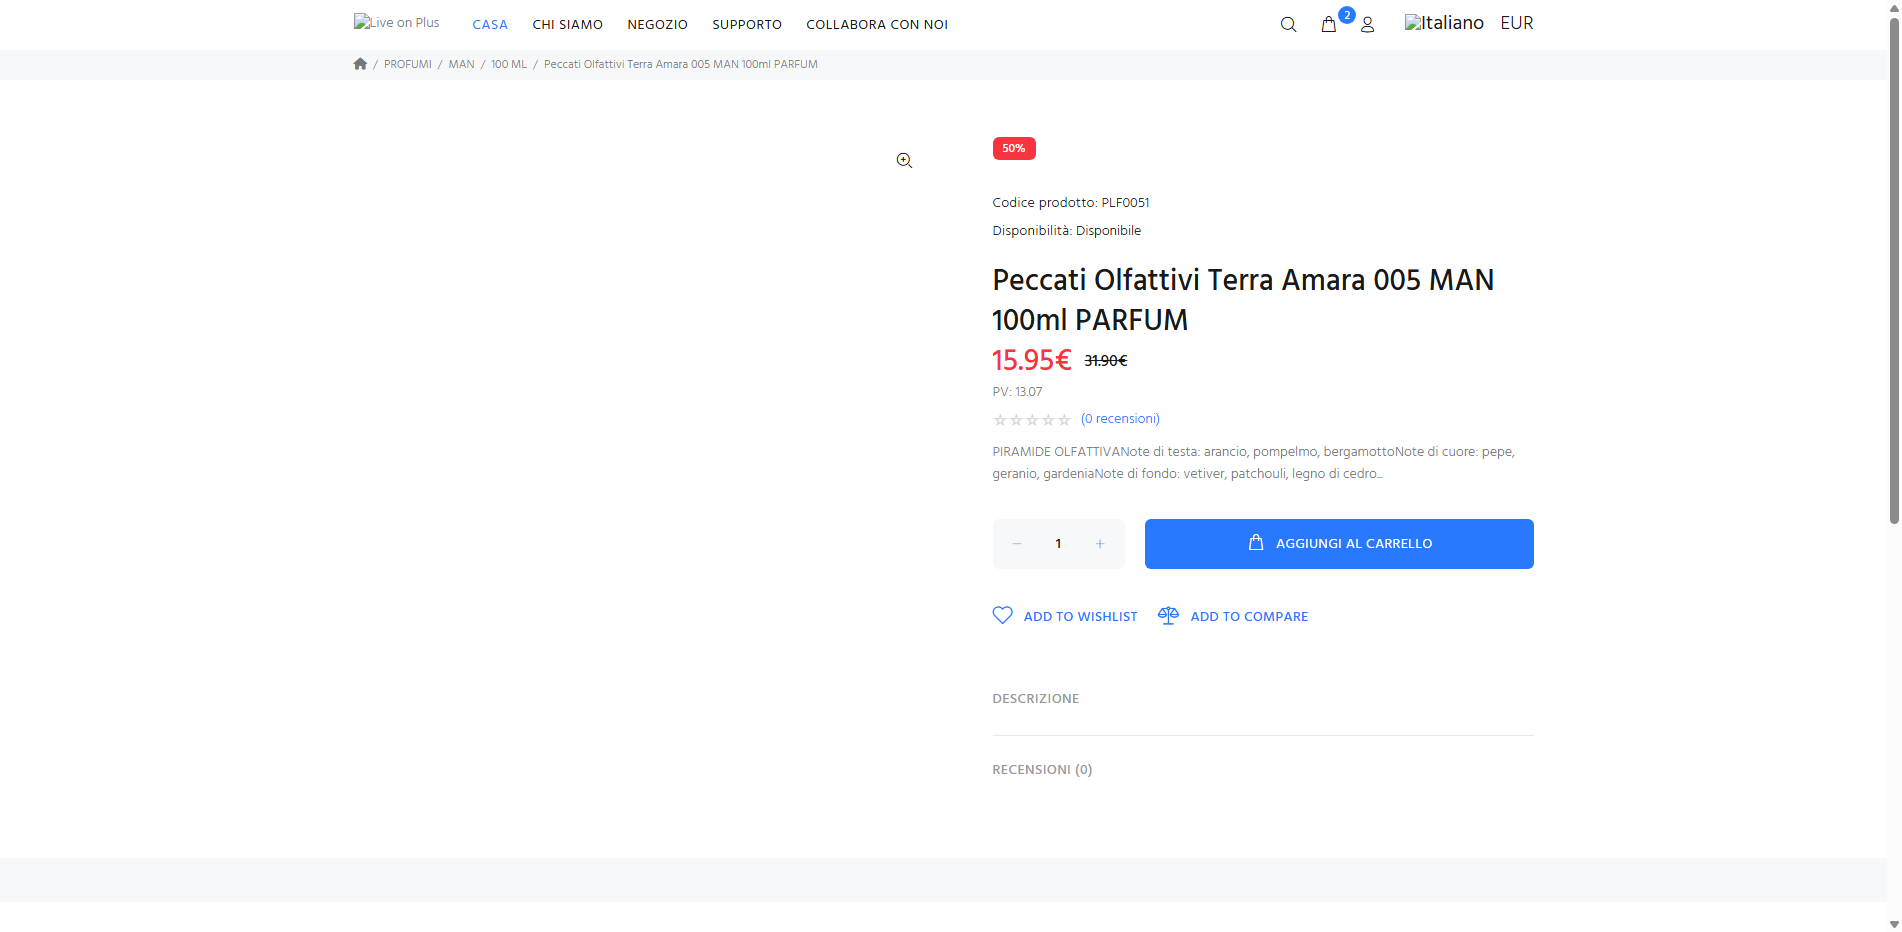 Live on Plus
CASA CHI SIAMO NEGOZIO SUPPORTO COLLABORA CON NOI
2
Italiano EUR
/ PROFUMI / MAN / 100 ML / Peccati Olfattivi Terra Amara 005 MAN 100ml PARFUM
50%
Codice prodotto: PLF0051
Disponibilità: Disponibile
Peccati Olfattivi Terra Amara 005 MAN
100ml PARFUM
15.95€ 31.90€
PV: 13.07
(0 recensioni)
PIRAMIDE OLFATTIVANote di testa: arancio, pompelmo, bergamottoNote di cuore: pepe,
geranio, gardeniaNote di fondo: vetiver, patchouli, legno di cedro...
− 1 +
AGGIUNGI AL CARRELLO
ADD TO WISHLIST ADD TO COMPARE
DESCRIZIONE
RECENSIONI (0)